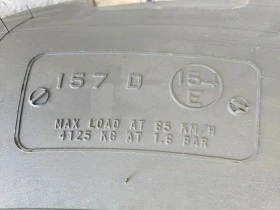 157 D 154
E
MAX LOAD AT 65 KM/H
4125 KG AT 1.6 BAR